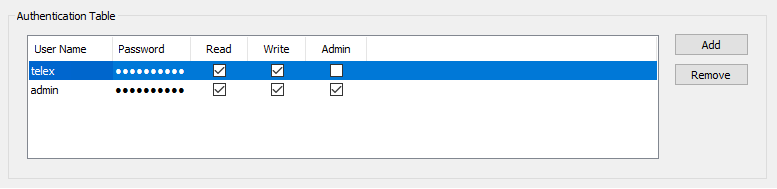 Authentication Table
User Name Password Read Write Admin
telex ●●●●●●●●●●
admin ●●●●●●●●●●
Add
Remove